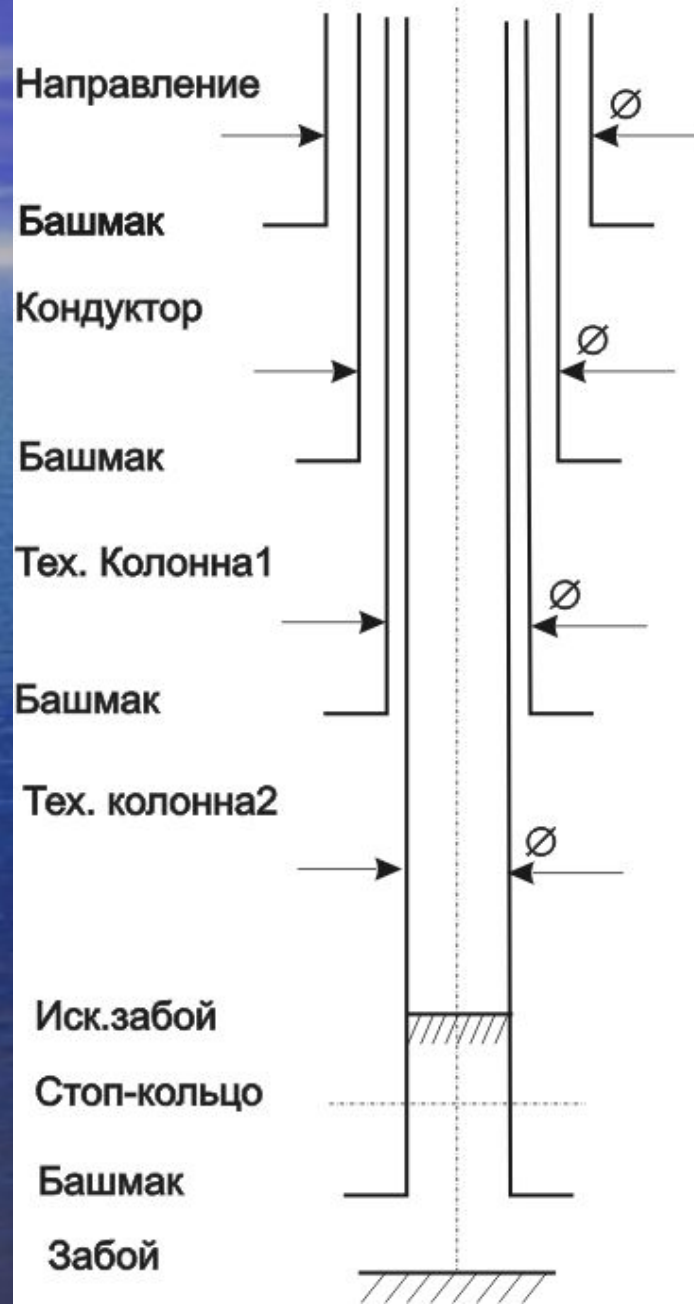 Направление
∅
Башмак
Кондуктор
∅
Башмак
Тех. Колонна1
∅
Башмак
Тех. колонна2
∅
Иск.забой
Стоп-кольцо
Башмак
Забой